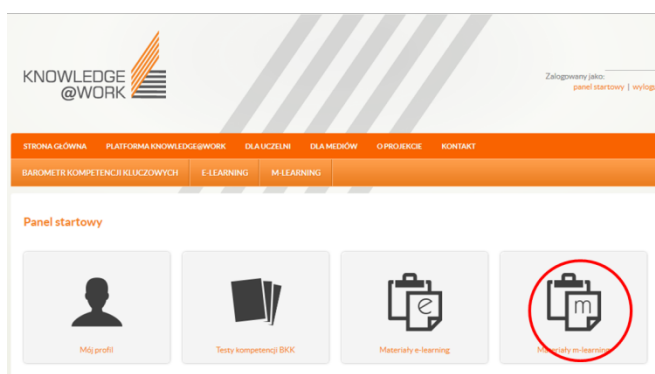 KNOWLEDGE
@WORK
Zalogowany jako:
panel startowy | wylogu
STRONA GŁÓWNA PLATFORMA KNOWLEDGE@WORK DLA UCZELNI DLA MEDIÓW O PROJEKCIE KONTAKT
BAROMETR KOMPETENCJI KLUCZOWYCH E-LEARNING M-LEARNING
Panel startowy
e m
Mój profil Testy kompetencji BKK Materiały e-learning Materiały m-learning